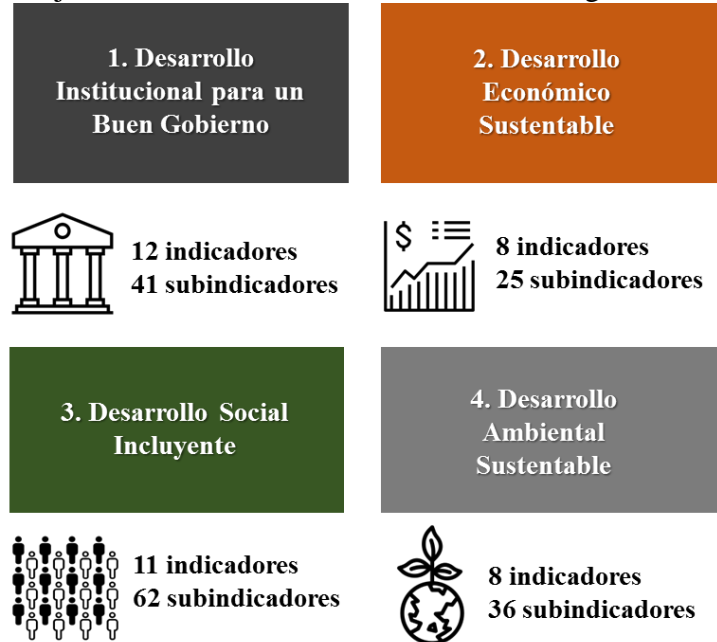 1. Desarrollo
Institucional para un
Buen Gobierno
2. Desarrollo
Económico
Sustentable
12 indicadores
41 subindicadores
$
8 indicadores
25 subindicadores
3. Desarrollo Social
Incluyente
4. Desarrollo
Ambiental
Sustentable
11 indicadores
62 subindicadores
8 indicadores
36 subindicadores